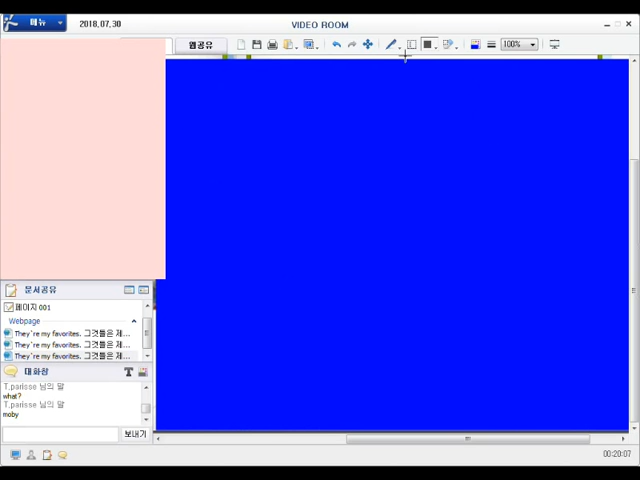 메뉴 2018.07.30 VIDEO ROOM
웹공유 100%
문서공유
페이지 001
Webpage
They`re my favorites. 그것들은 제...
They`re my favorites. 그것들은 제...
They`re my favorites. 그것들은 제...
대화창
T.parisse 님의 말
what?
T.parisse 님의 말
moby
보내기
00:20:07